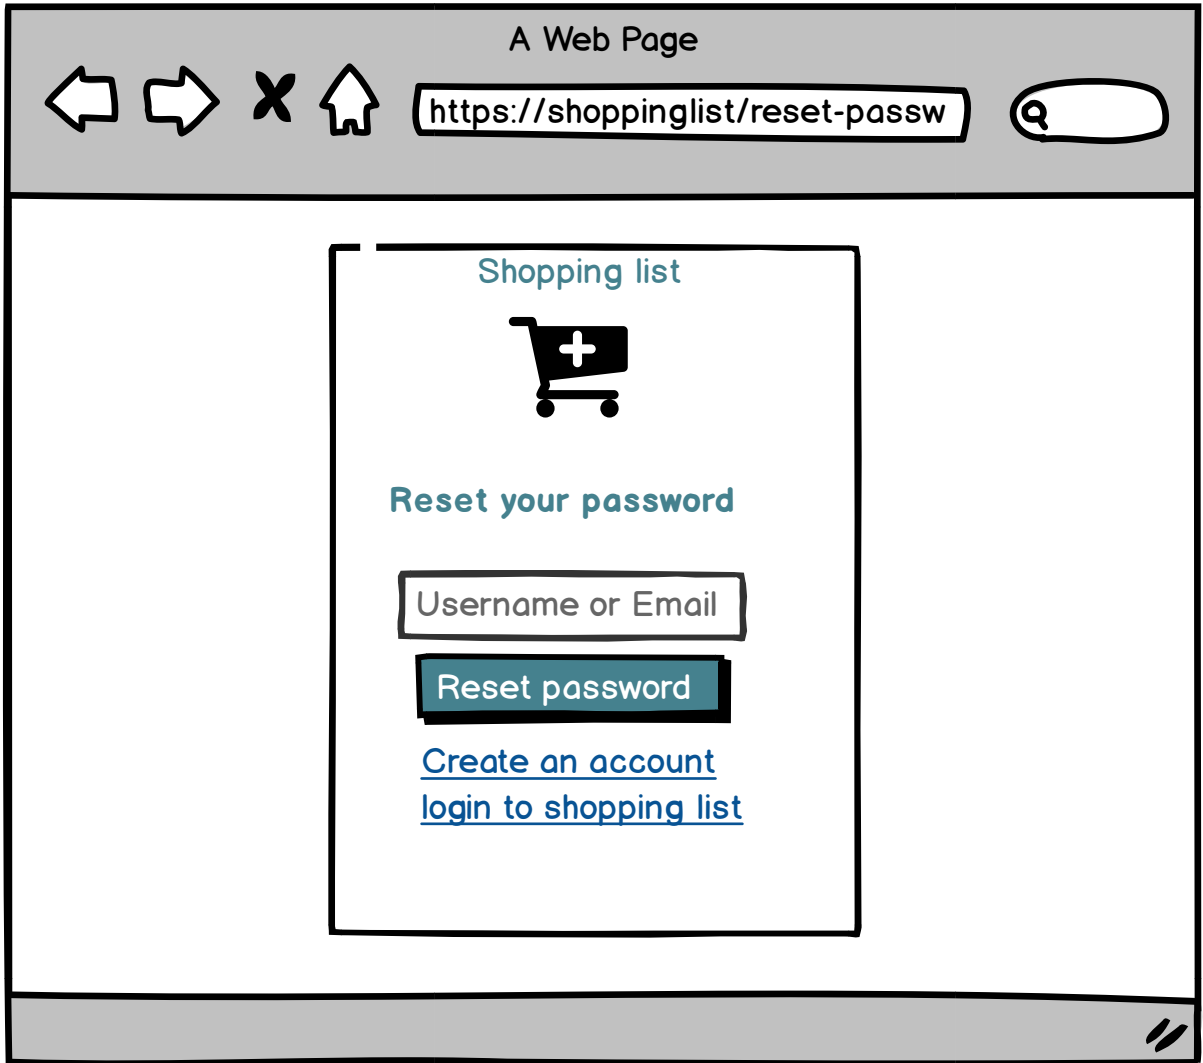 A Web Page
https://shoppinglist/reset-passw
Shopping list
Reset your password
Username or Email
Reset password
Create an account
login to shopping list